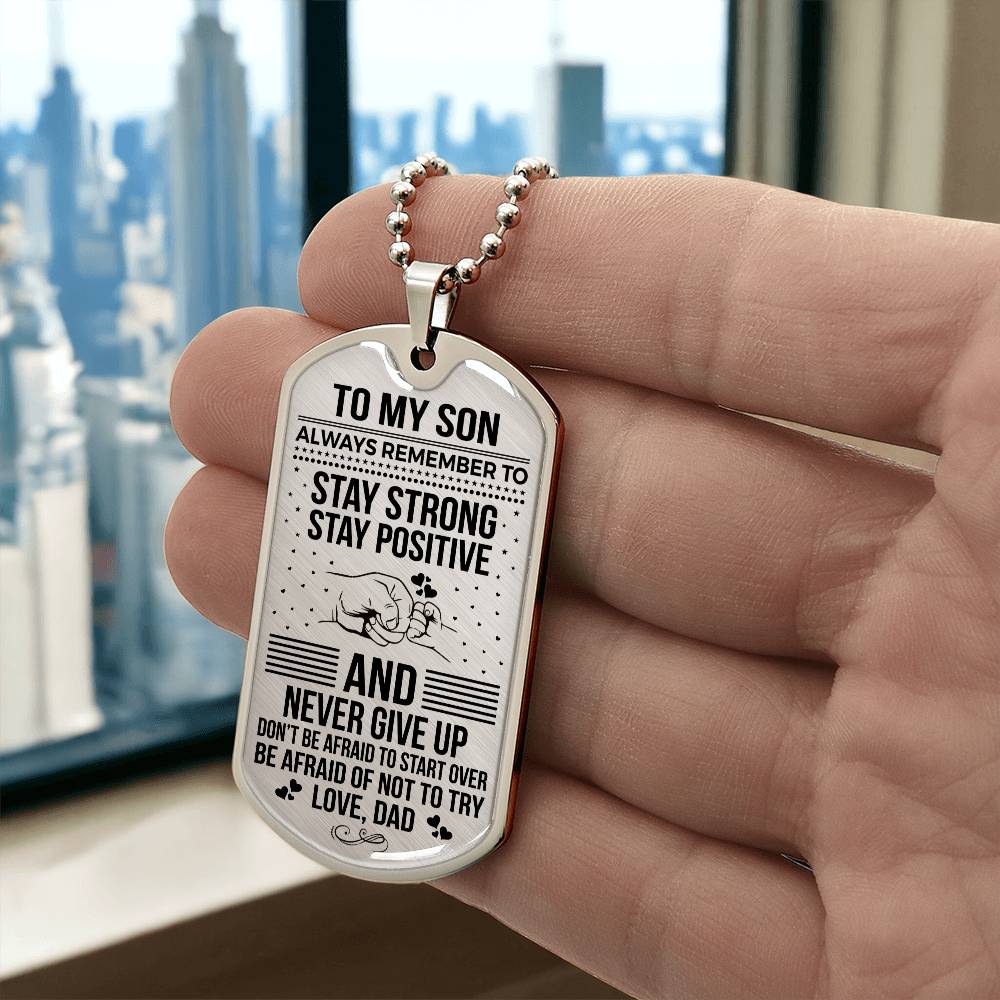 TO MY SON
ALWAYS REMEMBER TO
STAY STRONG
STAY POSITIVE
AND
NEVER GIVE UP
DON'T BE AFRAID TO START OVER
BE AFRAID OF NOT TO TRY
LOVE, DAD